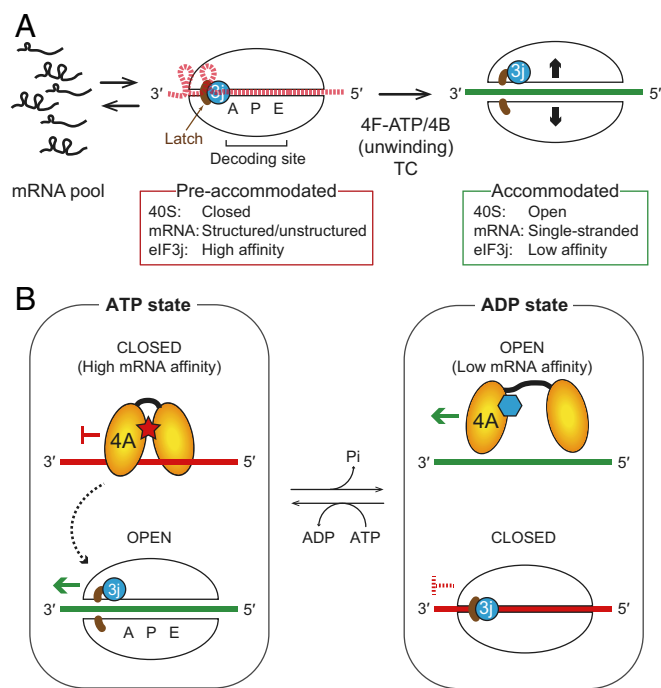 A
3′ 3j 5′
A P E
Latch
Decoding site
mRNA pool
4F-ATP/4B
(unwinding)
TC
3′ 3j 5′
Pre-accommodated
40S: Closed
mRNA: Structured/unstructured
eIF3j: High affinity
Accommodated
40S: Open
mRNA: Single-stranded
eIF3j: Low affinity
B
ATP state
CLOSED
(High mRNA affinity)
4A
3′ 5′
OPEN
3j
3′ 5′
A P E
Pi
ADP ATP
ADP state
OPEN
(Low mRNA affinity)
4A
3′ 5′
CLOSED
3′ 3j 5′